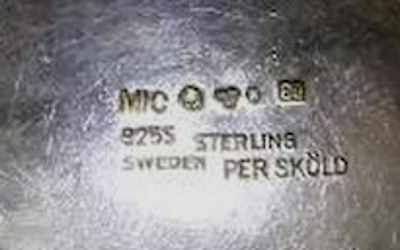 MIC
925S STERLING
SWEDEN PER SKÖLD